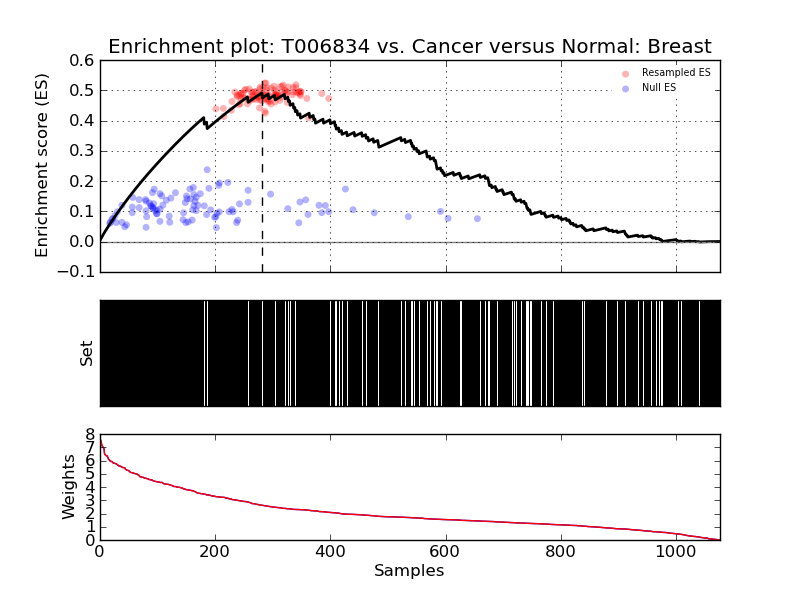 Enrichment plot: T006834 vs. Cancer versus Normal: Breast
0.6
0.5
0.4
0.3
0.2
0.1
0.0
−0.1
Enrichment score (ES)
Resampled ES
Null ES
Set
8
7
6
5
4
3
2
1
0
Weights
0 200 400 600 800 1000
Samples